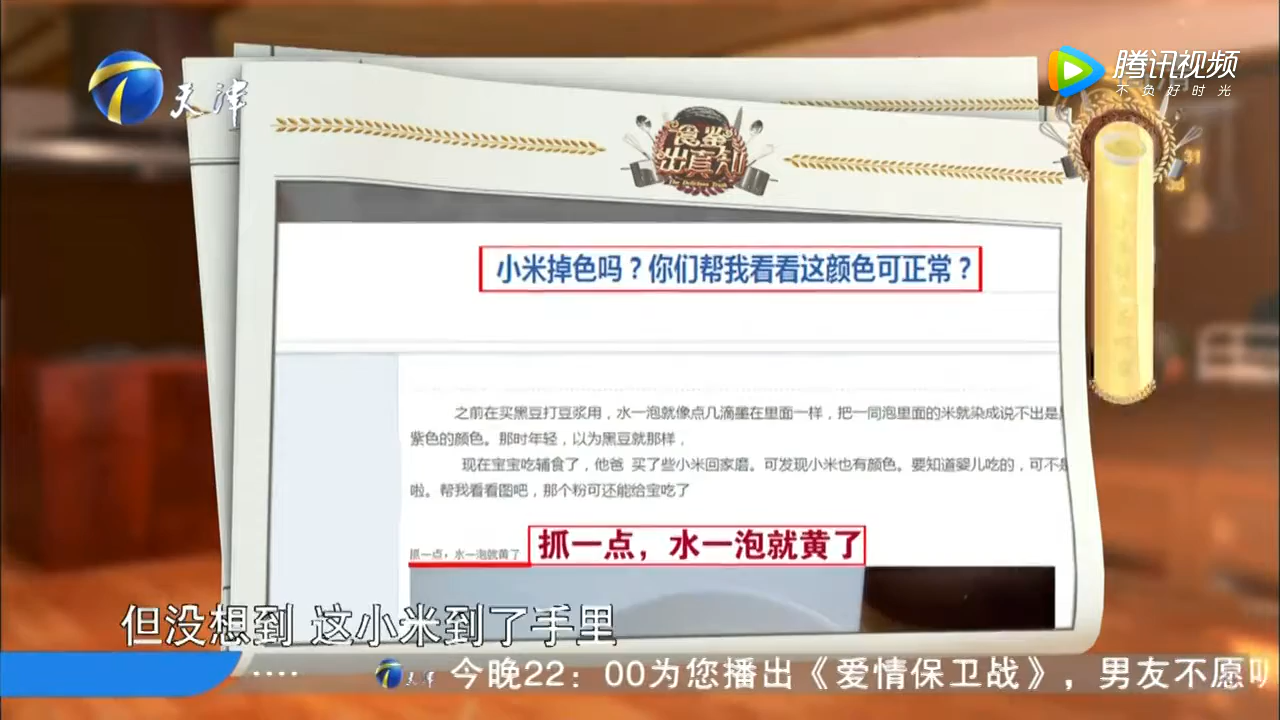 天津
腾讯视频
不负好时光
食尚
出真知
小米掉色吗？你们帮我看看这颜色可正常？
之前在买黑豆打豆浆用，水一泡就像点几滴墨在里面一样，把一同泡里面的米就染成说不出是
紫色的颜色。那时年轻，以为黑豆就那样，
现在宝宝吃辅食了，他爸 买了些小米回家磨。可发现小米也有颜色。要知道婴儿吃的，可不是
啦。帮我看看图吧，那个粉可还能给宝吃了
抓一点，水一泡就黄了
抓一点，水一泡就黄了
但没想到 这小米到了手里
天津 今晚22：00为您播出《爱情保卫战》，男友不愿